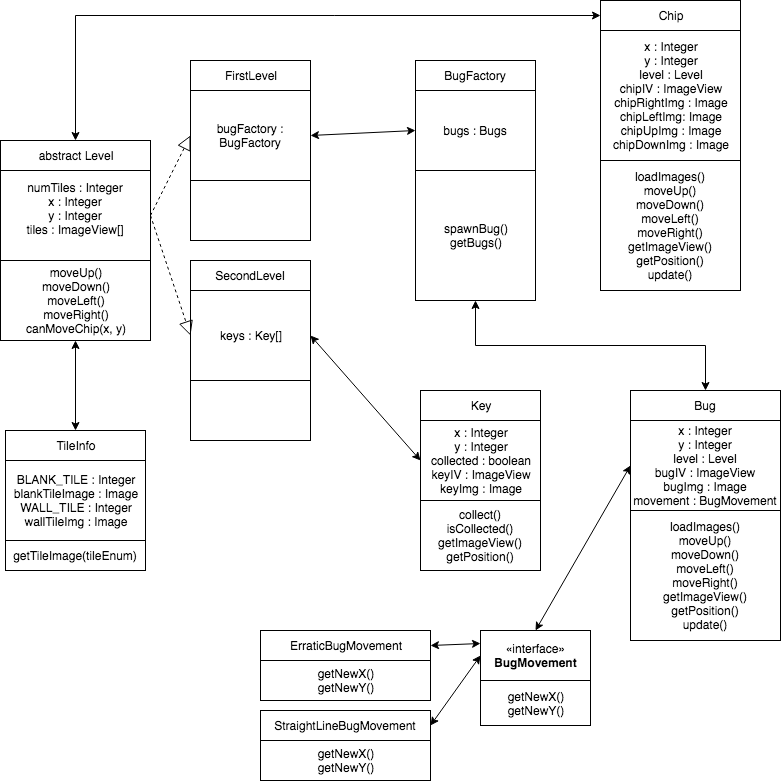 Chip
x : Integer
y : Integer
level : Level
chipIV : ImageView
chipRightImg : Image
chipLeftImg: Image
chipUpImg : Image
chipDownImg : Image
loadImages()
moveUp()
moveDown()
moveLeft()
moveRight()
getImageView()
getPosition()
update()
FirstLevel
bugFactory :
BugFactory
BugFactory
bugs : Bugs
spawnBug()
getBugs()
abstract Level
numTiles : Integer
x : Integer
y : Integer
tiles : ImageView[]
moveUp()
moveDown()
moveLeft()
moveRight()
canMoveChip(x, y)
SecondLevel
keys : Key[]
Key
x : Integer
y : Integer
collected : boolean
keyIV : ImageView
keyImg : Image
collect()
isCollected()
getImageView()
getPosition()
Bug
x : Integer
y : Integer
level : Level
bugIV : ImageView
bugImg : Image
movement : BugMovement
loadImages()
moveUp()
moveDown()
moveLeft()
moveRight()
getImageView()
getPosition()
update()
TileInfo
BLANK_TILE : Integer
blankTileImage : Image
WALL_TILE : Integer
wallTileImg : Image
getTileImage(tileEnum)
ErraticBugMovement
getNewX()
getNewY()
«interface»
BugMovement
getNewX()
getNewY()
StraightLineBugMovement
getNewX()
getNewY()